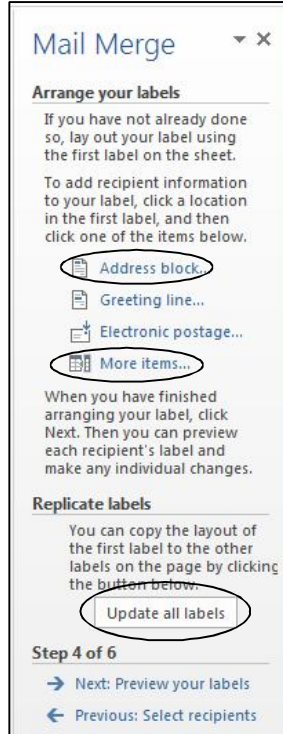 Mail Merge
Arrange your labels
If you have not already done
so, lay out your label using
the first label on the sheet.
To add recipient information
to your label, click a location
in the first label, and then
click one of the items below.
Address block...
Greeting line...
Electronic postage...
More items...
When you have finished
arranging your label, click
Next. Then you can preview
each recipient's label and
make any individual changes.
Replicate labels
You can copy the layout of
the first label to the other
labels on the page by clicking
the button below.
Update all labels
Step 4 of 6
Next: Preview your labels
Previous: Select recipients